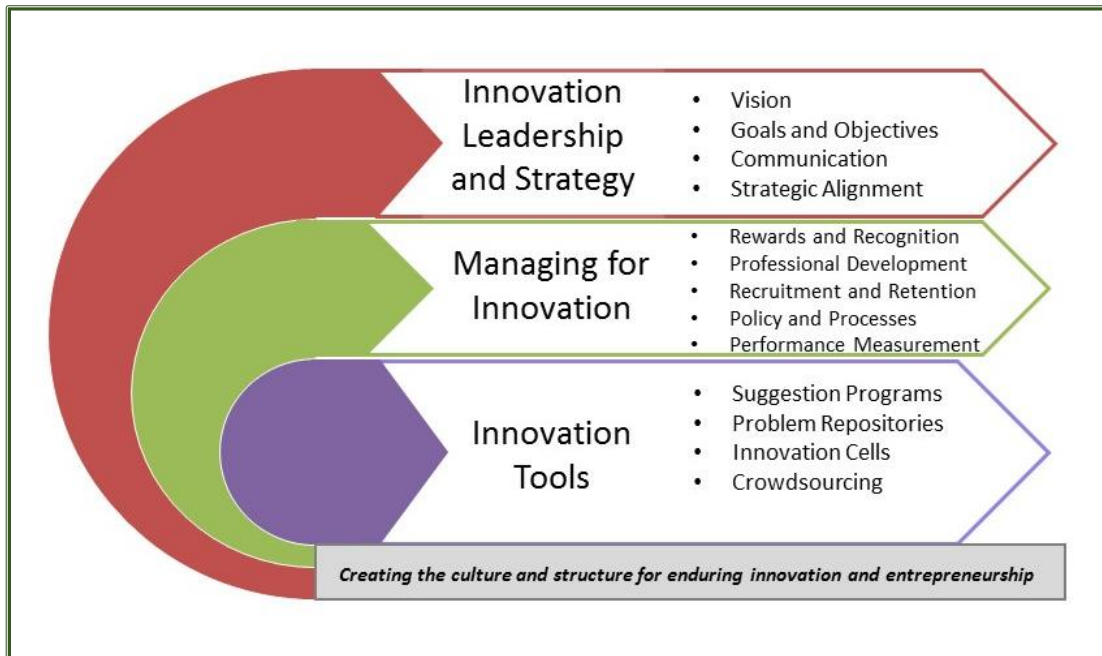 Innovation
Leadership
and Strategy
• Vision
• Goals and Objectives
• Communication
• Strategic Alignment
Managing for
Innovation
• Rewards and Recognition
• Professional Development
• Recruitment and Retention
• Policy and Processes
• Performance Measurement
Innovation
Tools
• Suggestion Programs
• Problem Repositories
• Innovation Cells
• Crowdsourcing
Creating the culture and structure for enduring innovation and entrepreneurship